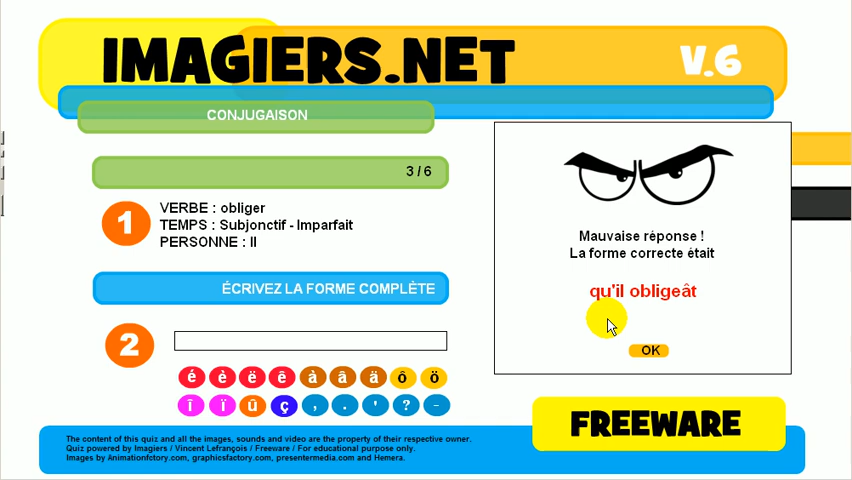 IMAGIERS.NET
V.6
CONJUGAISON
3 / 6
1
VERBE : obliger
TEMPS : Subjonctif - Imparfait
PERSONNE : Il
ÉCRIVEZ LA FORME COMPLÈTE
2
é è ë ê à â ä ô ö
î ï û ç , . ' ? -
Mauvaise réponse !
La forme correcte était
qu'il obligeât
OK
FREEWARE
The content of this quiz and all the images, sounds and video are the property of their respective owner.
Quiz powered by Imagiers / Vincent Lefrançois / Freeware / For educational purpose only.
Images by Animationfctory.com, graphicsfactory.com, presentermedia.com and Hemera.